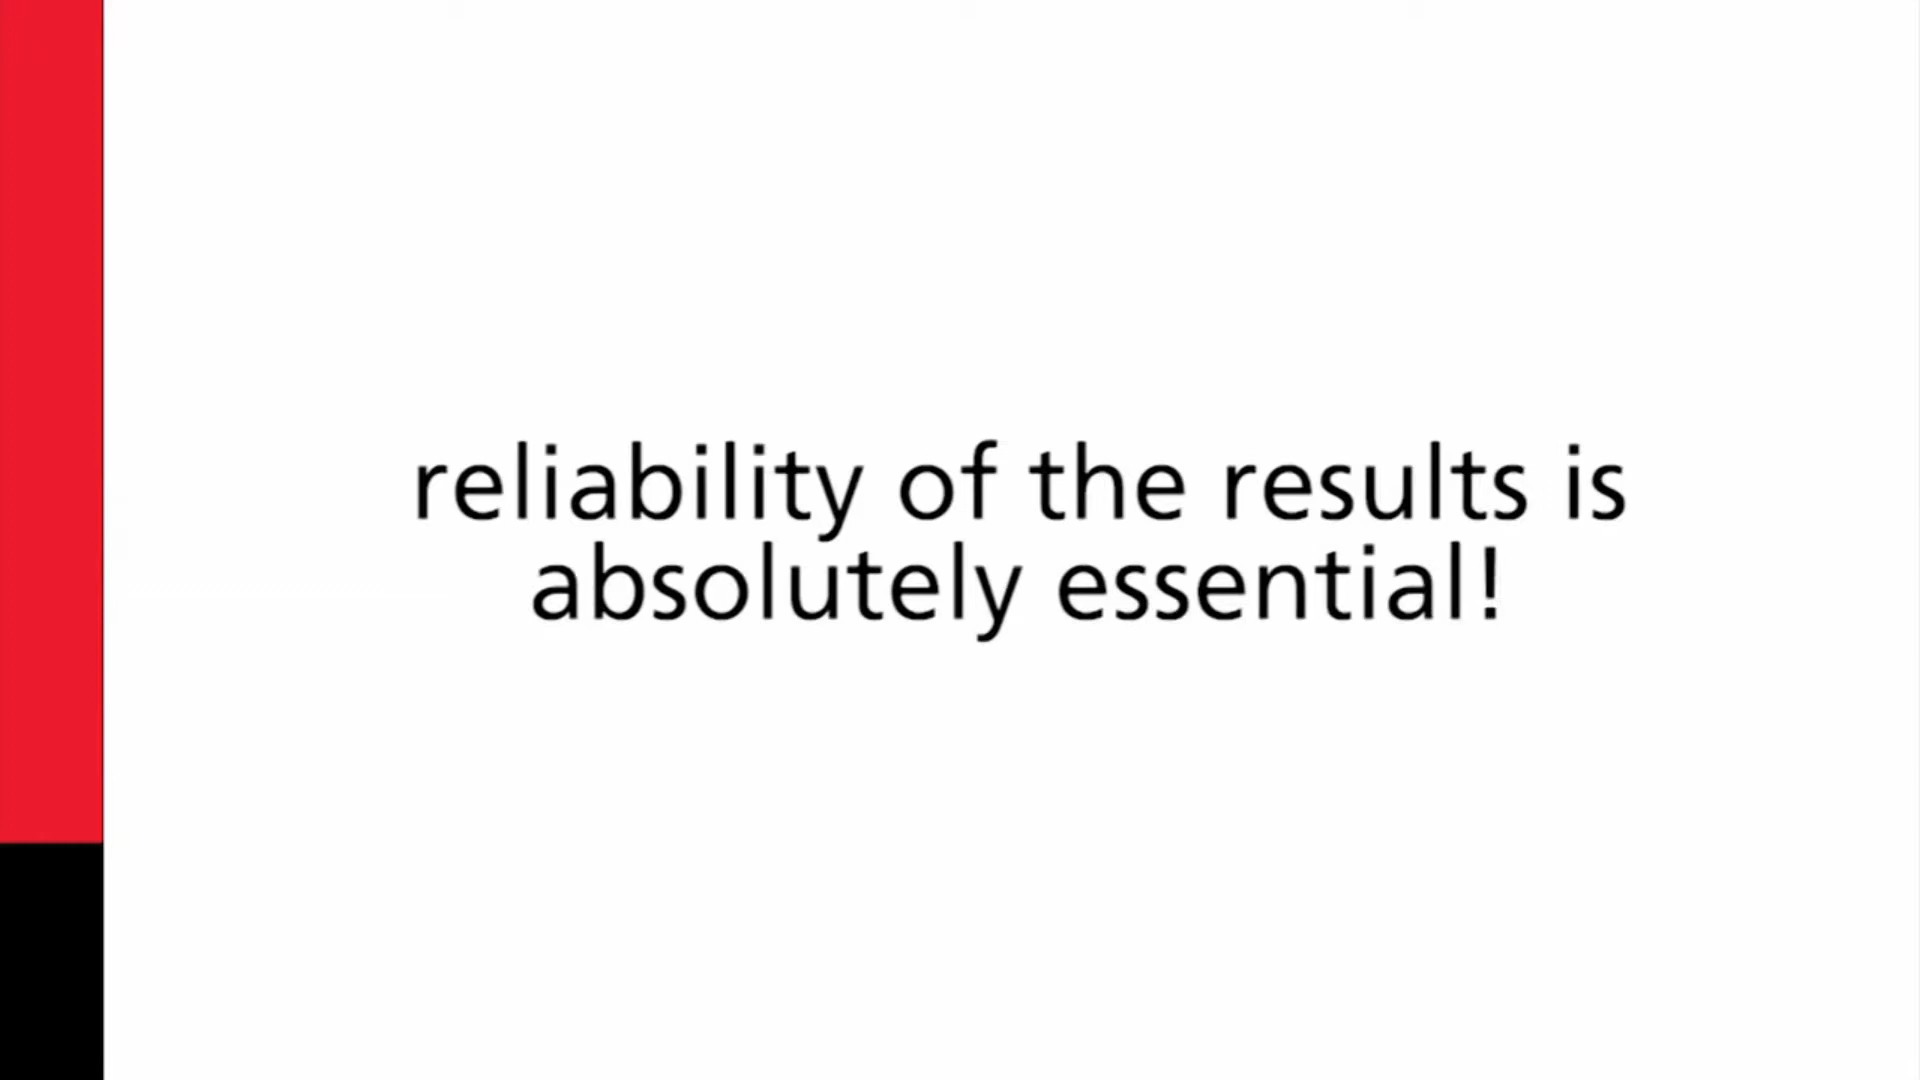 reliability of the results is
absolutely essential!